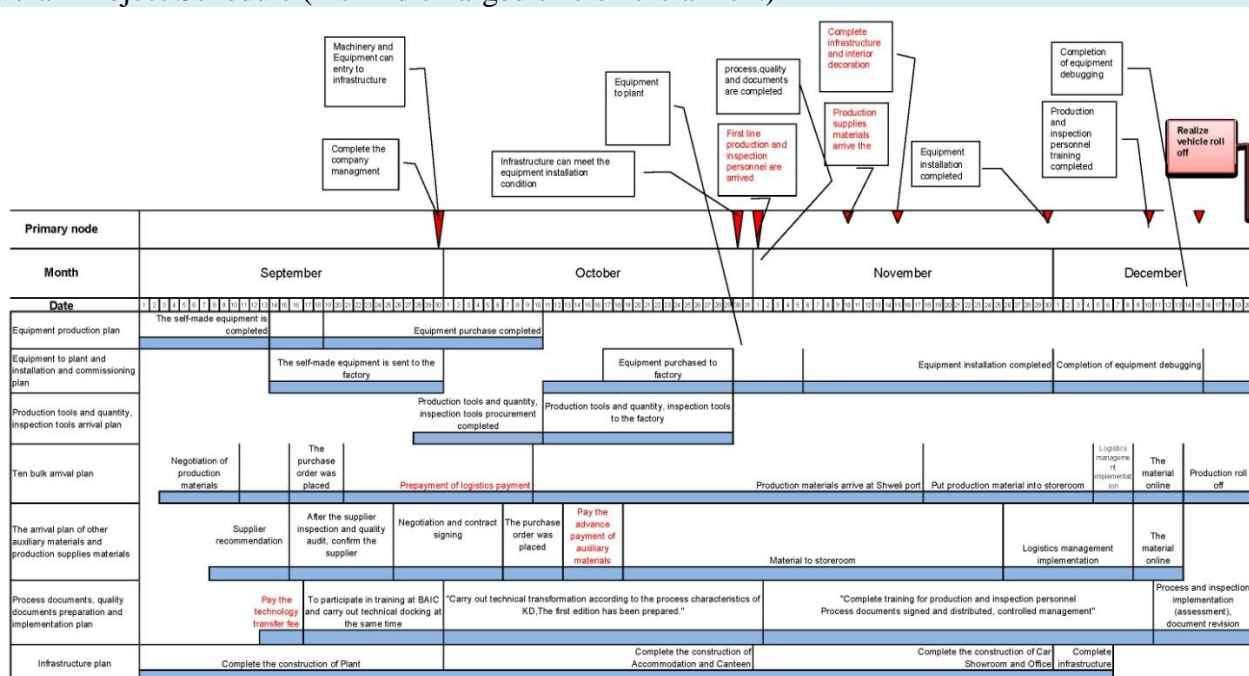 Project Schedule
Machinery and
Equipment can
entry to
infrastructure
Complete the
company
managment
Equipment
to plant
Infrastructure can meet the
equipment installation
condition
process,quality
and documents
are completed
First line
production and
inspection
personnel are
arrived
Complete
infrastructure
and interior
decoration
Production
supplies
materials
arrive the
Equipment
installation
completed
Completion
of equipment
debugging
Production
and
inspection
personnel
training
completed
Realize
vehicle roll
off
Primary node
Month
September
October
November
December
Date
Equipment production plan
The self-made equipment is
completed
Equipment purchase completed
Equipment to plant and
installation and commissioning
plan
The self-made equipment is sent to the
factory
Equipment purchased to
factory
Equipment installation completed
Completion of equipment debugging
Production tools and quantity,
inspection tools arrival plan
Production tools and quantity,
inspection tools procurement
completed
Production tools and quantity, inspection tools
to the factory
Ten bulk arrival plan
Negotiation of
production
materials
The
purchase
order was
placed
Prepayment of logistics payment
Production materials arrive at Shweli port
Put production material into storeroom
Logistics
manageme
nt
implementat
ion
The
material
online
Production roll
off
The arrival plan of other
auxiliary materials and
production supplies materials
Supplier
recommendation
After the supplier
inspection and quality
audit, confirm the
supplier
Negotiation and contract
signing
The purchase
order was
placed
Pay the
advance
payment of
auxiliary
materials
Material to storeroom
Logistics management
implementation
The
material
online
Process documents, quality
documents preparation and
implementation plan
Pay the
technology
transfer fee
To participate in training at BAIC
and carry out technical docking at
the same time
"Carry out technical transformation according to the process characteristics of
KD,The first edition has been prepared."
"Complete training for production and inspection personnel
Process documents signed and distributed, controlled management"
Process and inspection
implementation
(assessment),
document revision
Infrastructure plan
Complete the construction of Plant
Complete the construction of
Accommodation and Canteen
Complete the construction of Car
Showroom and Office
Complete
infrastructure